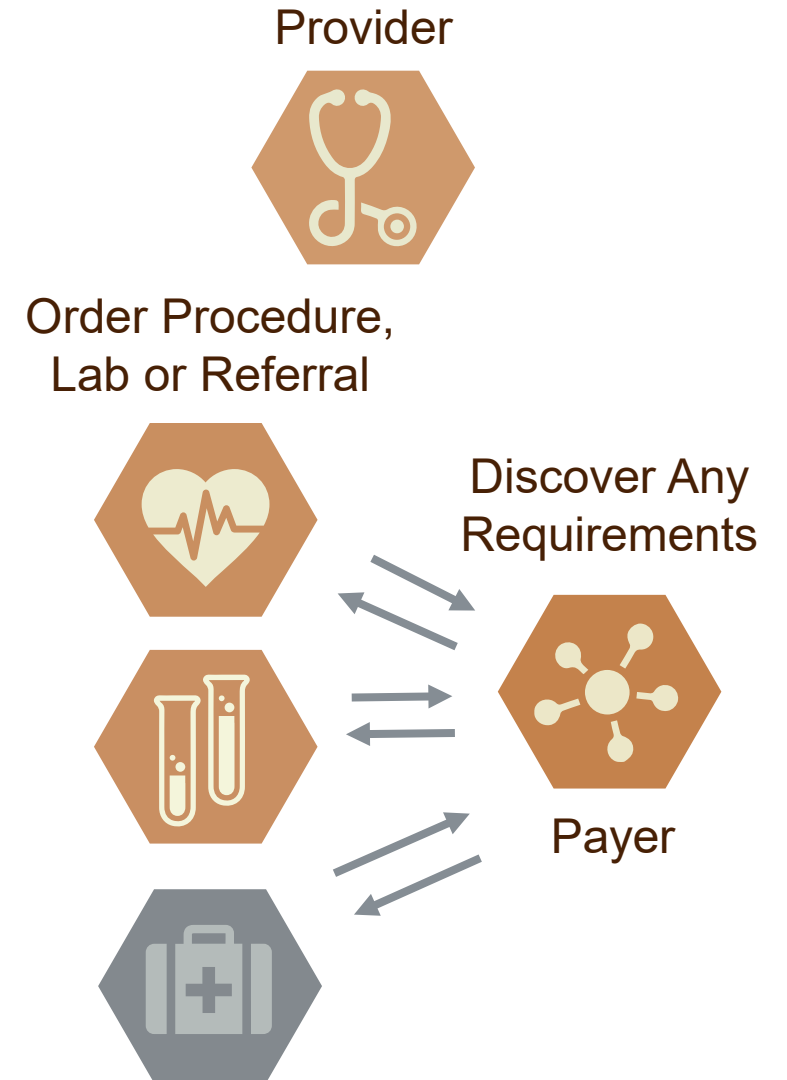 Provider
Order Procedure,
Lab or Referral
Discover Any
Requirements
Payer